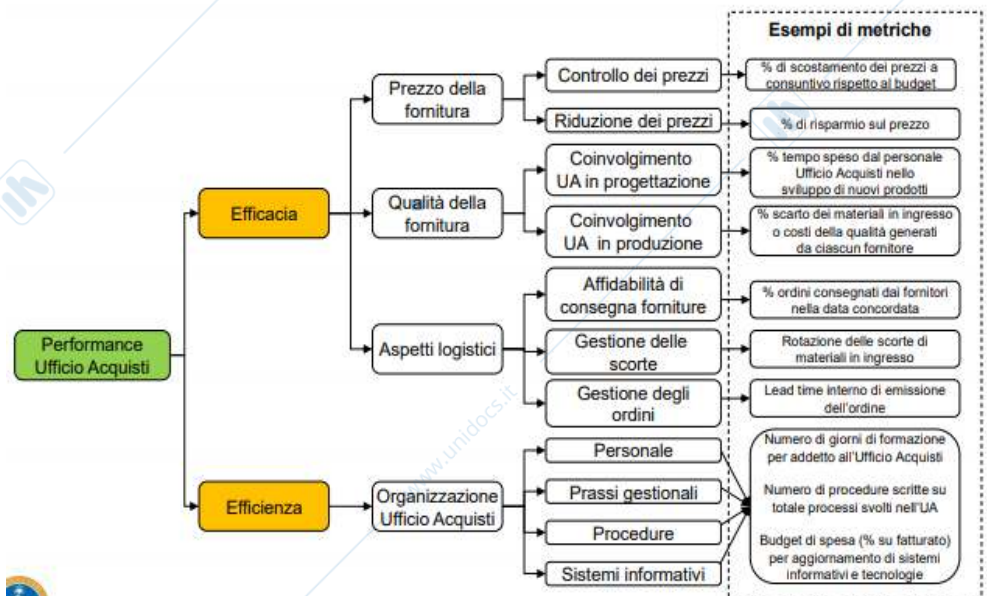 Esempi di metriche
Controllo dei prezzi
% di scostamento dei prezzi a
consuntivo rispetto al budget
Prezzo della
fornitura
Riduzione dei prezzi
% di risparmio sul prezzo
Coinvolgimento
UA in progettazione
% tempo speso dal personale
Ufficio Acquisti nello
sviluppo di nuovi prodotti
Efficacia
Qualità della
fornitura
Coinvolgimento
UA in produzione
% scarto dei materiali in ingresso
o costi della qualità generati
da ciascun fornitore
Affidabilità di
consegna forniture
% ordini consegnati dai fornitori
nella data concordata
Performance
Ufficio Acquisti
Aspetti logistici
Gestione delle
scorte
Rotazione delle scorte di
materiali in ingresso
Gestione degli
ordini
Lead time interno di emissione
dell'ordine
www.unidocs.it
Personale
Numero di giorni di formazione
per addetto all'Ufficio Acquisti
Efficienza
Organizzazione
Ufficio Acquisti
Prassi gestionali
Numero di procedure scritte su
totale processi svolti nell'UA
Procedure
Budget di spesa (% su fatturato)
per aggiornamento di sistemi
informativi e tecnologie
Sistemi informativi